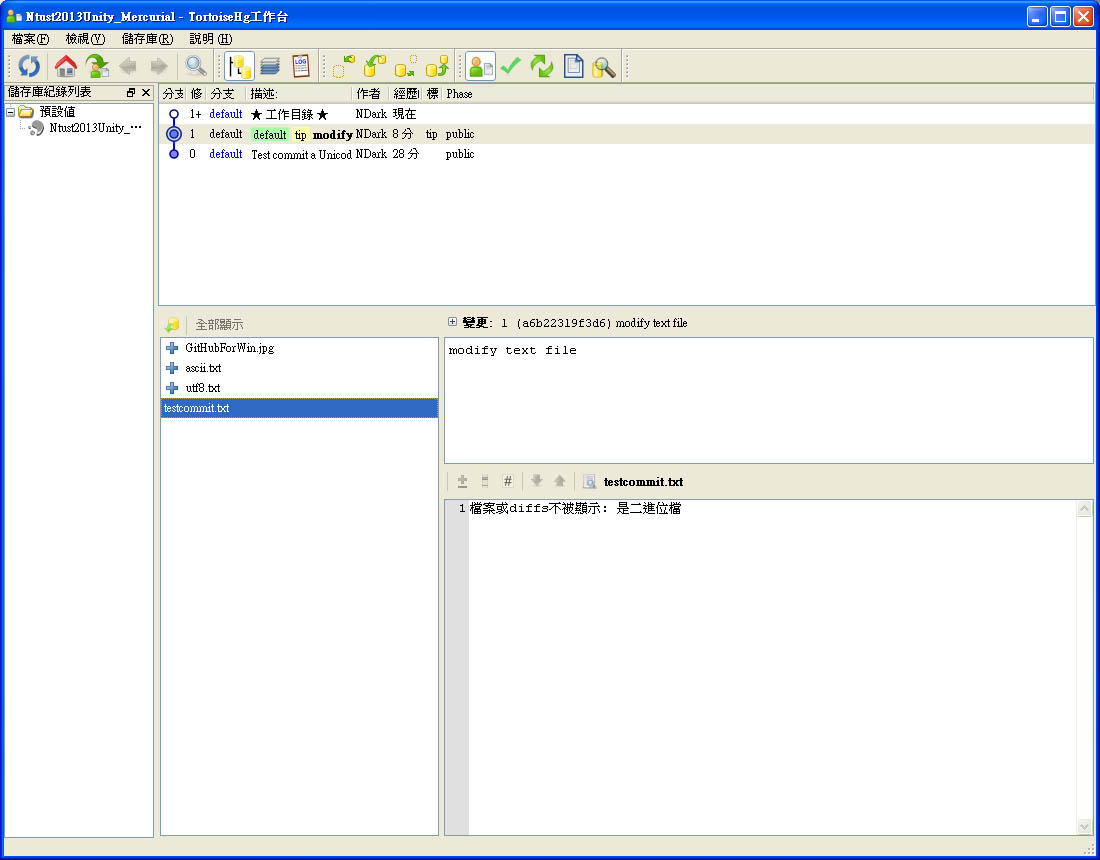 Ntust2013Unity_Mercurial - TortoiseHg工作台
檔案(F) 檢視(V) 儲存庫(R) 說明(H)
LOG
儲存庫紀錄列表
預設值
Ntust2013Unity_...
分支 修 分支 描述: 作者 經歷 標 Phase
1+ default ★ 工作目錄 ★ NDark 現在
1 default default tip modify NDark 8 分 tip public
0 default Test commit a Unicod NDark 28 分 public
全部顯示
GitHubForWin.jpg
ascii.txt
utf8.txt
testcommit.txt
變更: 1 (a6b22319f3d6) modify text file
modify text file
# testcommit.txt
1 檔案或diffs不被顯示: 是二進位檔